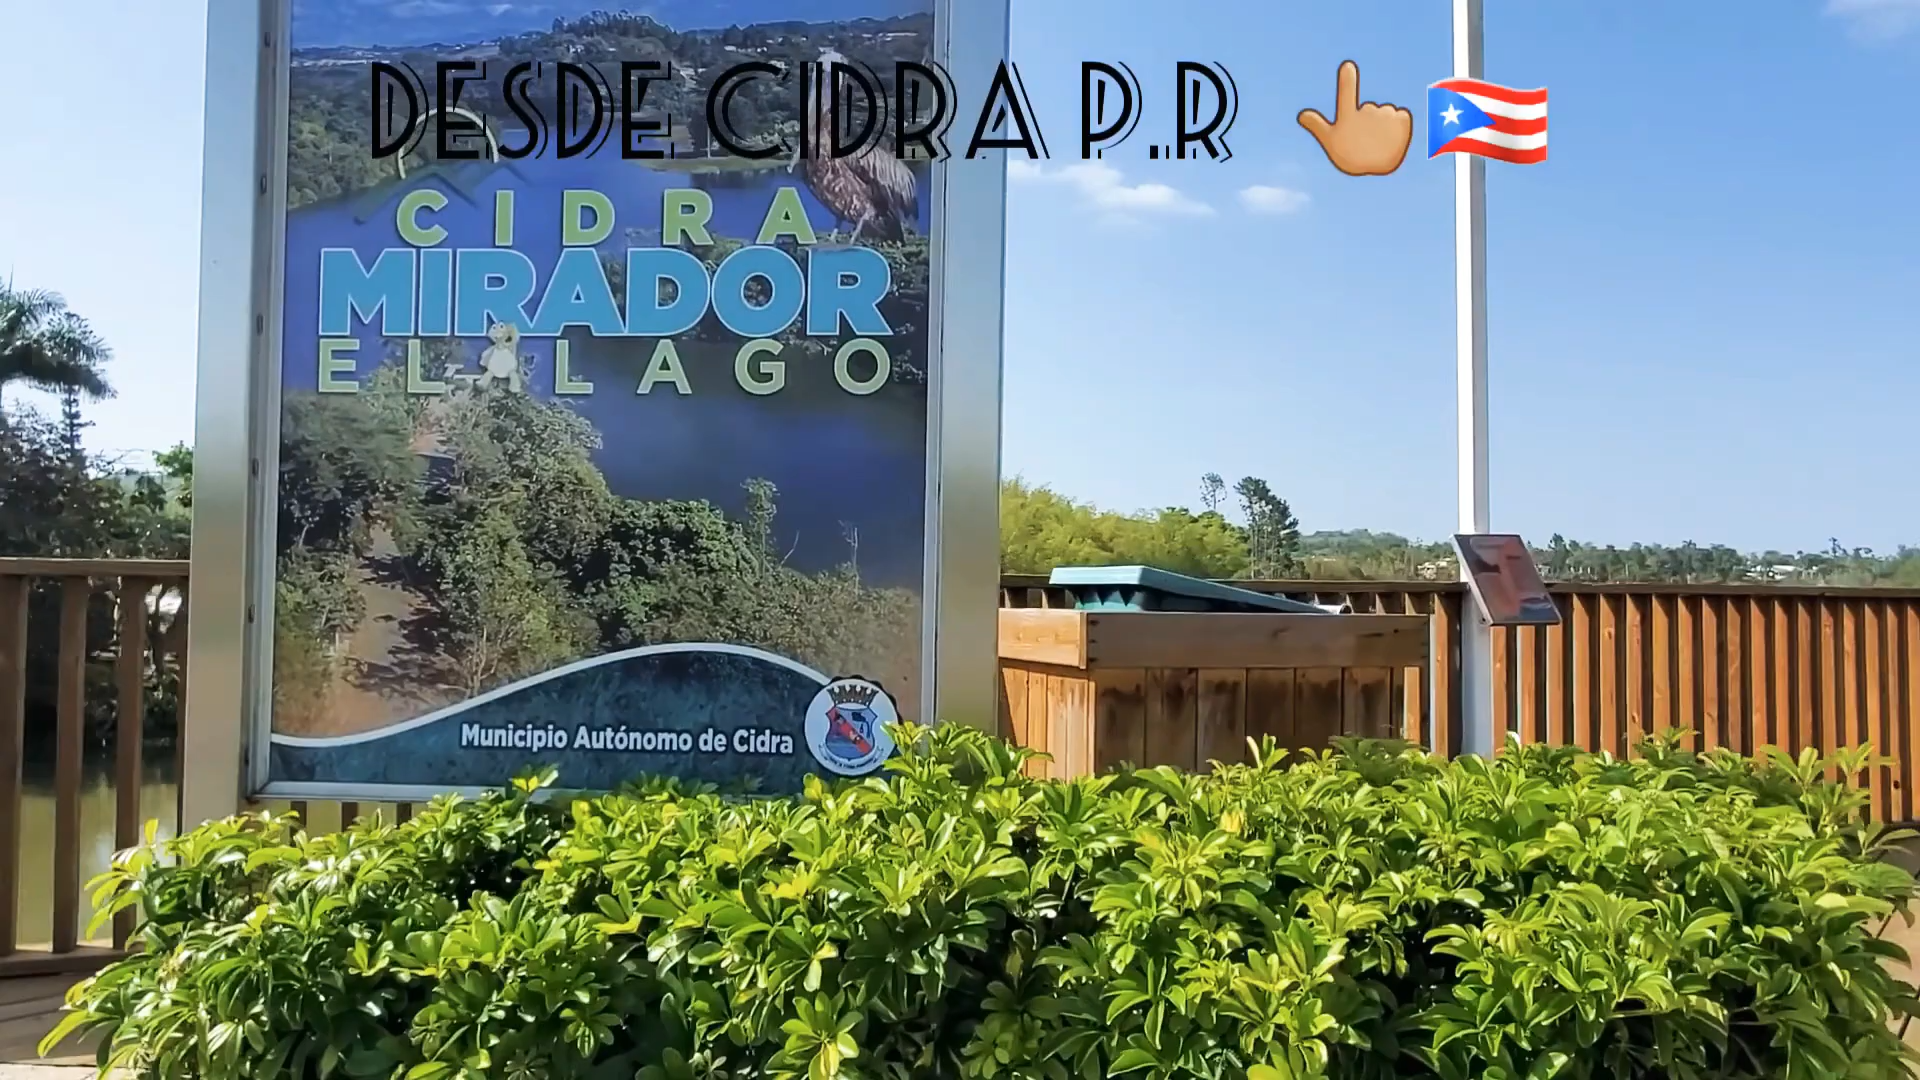 DESDE CIDRA P.R 👆🏽🇵🇷
CIDRA
MIRADOR
EL LAGO
Municipio Autónomo de Cidra